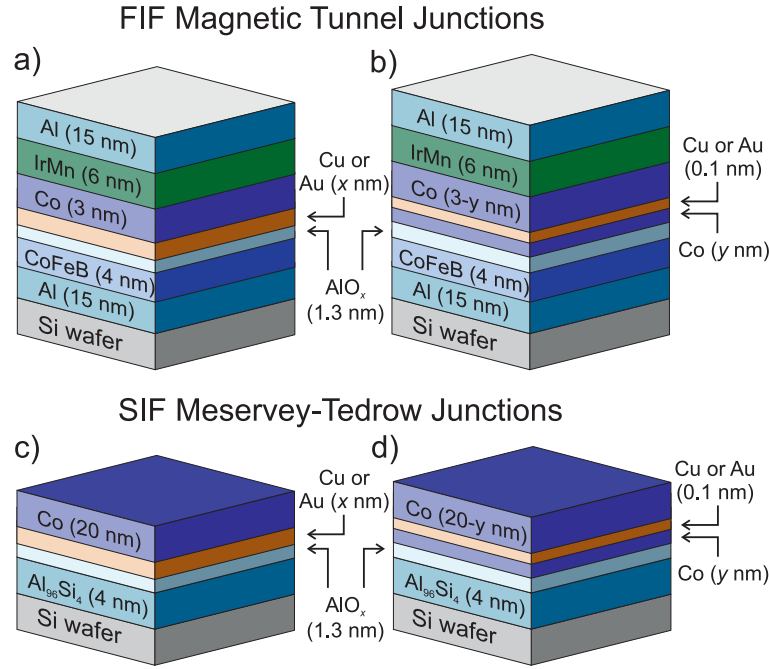 FIF Magnetic Tunnel Junctions
a)
Al (15 nm)
IrMn (6 nm)
Co (3 nm)
CoFeB (4 nm)
Al (15 nm)
Si wafer
Cu or
Au (x nm)
AlOₓ
(1.3 nm)
b)
Al (15 nm)
IrMn (6 nm)
Co (3-y nm)
CoFeB (4 nm)
Al (15 nm)
Si wafer
Cu or Au
(0.1 nm)
Co (y nm)
SIF Meservey-Tedrow Junctions
c)
Co (20 nm)
Al₉₆Si₄ (4 nm)
Si wafer
Cu or
Au (x nm)
AlOₓ
(1.3 nm)
d)
Co (20-y nm)
Al₉₆Si₄ (4 nm)
Si wafer
Cu or Au
(0.1 nm)
Co (y nm)